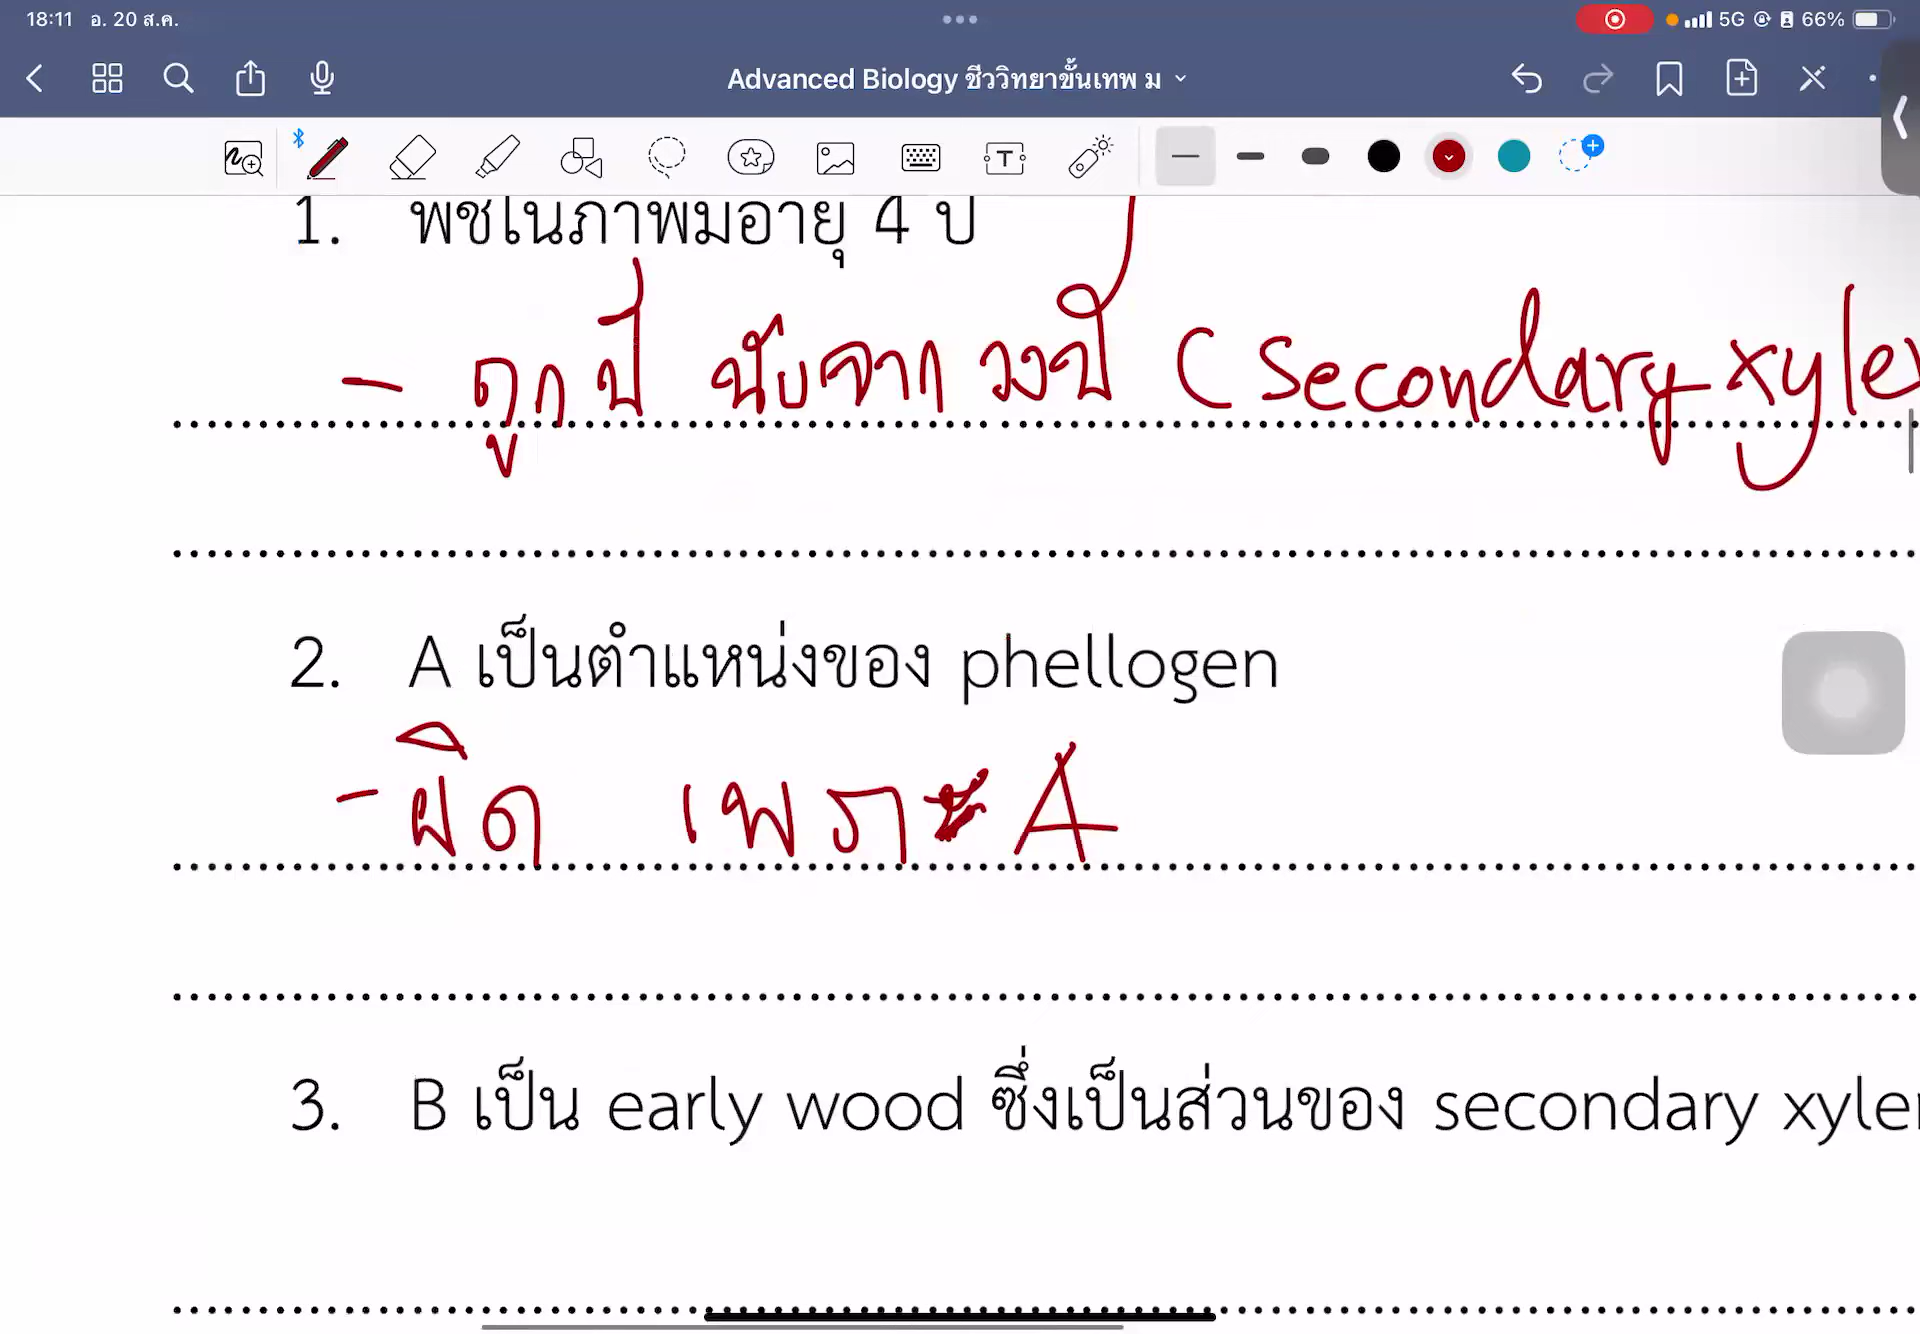 18:11 อ. 20 ส.ค.
5G 66%
Advanced Biology ชีววิทยาขั้นเทพ ม
1. พืชในภาพมีอายุ 4 ปี
- ถูก ปี นับจาก วงปี (secondary xyle
2. A เป็นตำแหน่งของ phellogen
- ผิด เพราะ A
3. B เป็น early wood ซึ่งเป็นส่วนของ secondary xyle